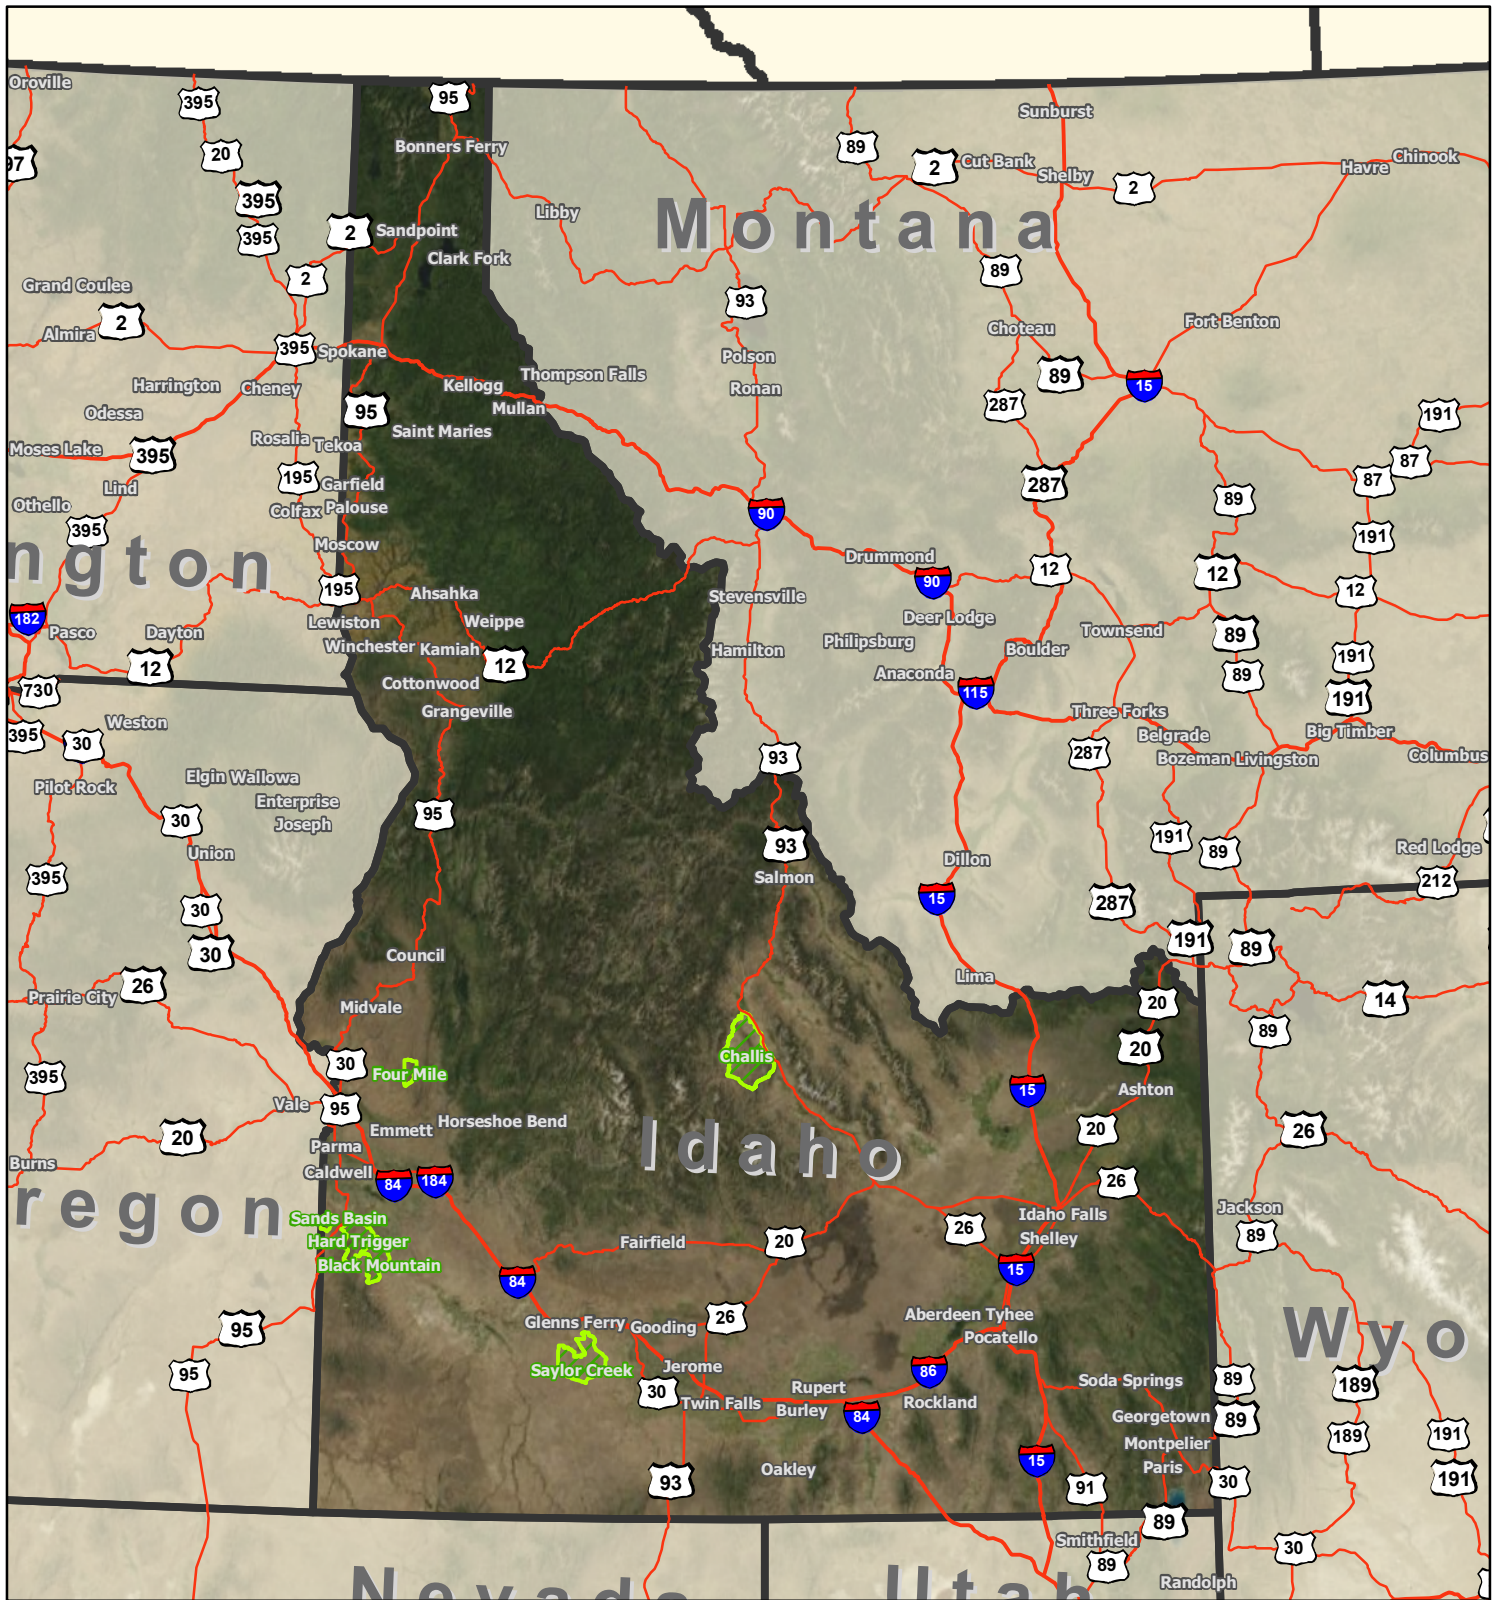 Oroville
395
95
Sunburst
97
20
Bonners Ferry
89
2
Cut Bank
Shelby
2
Havre
Chinook
395
395
2
Sandpoint
Libby
Montana
Clark Fork
2
89
Grand Coulee
2
Almira
93
Choteau
Fort Benton
395
Spokane
Polson
Harrington
Cheney
Kellogg
Thompson Falls
Ronan
89
15
Odessa
95
Mullan
287
191
Moses Lake
395
Rosalia
Tekoa
Saint Maries
87
Lind
195
Garfield
287
87
Othello
395
Colfax
Palouse
90
89
191
ngton
Moscow
Drummond
195
Ahsahka
Stevensville
90
12
12
12
182
Pasco
Dayton
Lewiston
Weippe
Deer Lodge
Townsend
89
12
Winchester
Kamiah
12
Hamilton
Philipsburg
Boulder
191
730
Cottonwood
Anaconda
115
89
191
Grangeville
Three Forks
395
30
Weston
93
287
Belgrade
Big Timber
Pilot Rock
Elgin
Wallowa
Bozeman
Livingston
Columbus
Enterprise
30
Joseph
95
191
89
Union
93
Dillon
Red Lodge
395
Salmon
15
287
212
30
30
Council
191
89
26
Prairie City
Midvale
Lima
20
14
89
30
Challis
20
395
Four Mile
15
Ashton
Vale
95
20
Emmett
Horseshoe Bend
20
26
Burns
Parma
Idaho
Caldwell
84
184
26
regon
Sands Basin
Idaho Falls
Jackson
Hard Trigger
Fairfield
20
26
Shelley
89
Black Mountain
84
15
95
Glenns Ferry
Gooding
26
Aberdeen
Tyhee
Wyo
Pocatello
95
Saylor Creek
Jerome
86
Soda Springs
89
189
30
Twin Falls
Rupert
Rockland
Burley
84
Georgetown
89
Montpelier
189
191
93
Oakley
15
Paris
30
191
91
89
Smithfield
30
Nevada
Utah
89
Randolph